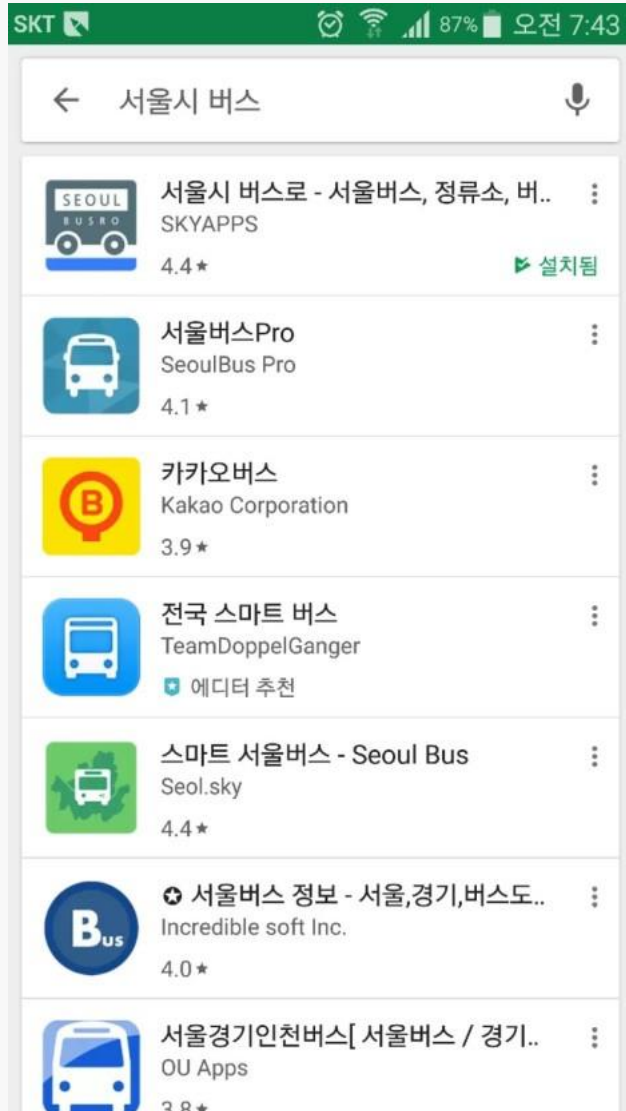 SKT 87% 오전 7:43
서울시 버스
SEOUL
BUSRO
서울시 버스로 - 서울버스, 정류소, 버..
SKYAPPS
4.4★ 설치됨
서울버스Pro
SeoulBus Pro
4.1★
B
카카오버스
Kakao Corporation
3.9★
전국 스마트 버스
TeamDoppelGanger
에디터 추천
스마트 서울버스 - Seoul Bus
Seol.sky
4.4★
Bus
✪ 서울버스 정보 - 서울,경기,버스도..
Incredible soft Inc.
4.0★
서울경기인천버스[ 서울버스 / 경기..
OU Apps
3.8★